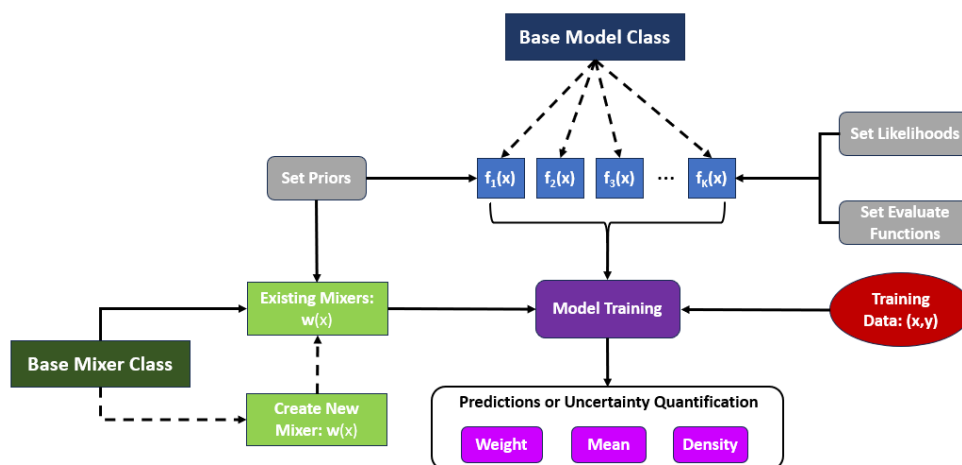 Base Model Class
Set Likelihoods
Set Priors
f₁(x)
f₂(x)
f₃(x)
...
f_K(x)
Set Evaluate
Functions
Existing Mixers:
w(x)
Model Training
Training
Data: (x,y)
Base Mixer Class
Create New
Mixer: w(x)
Predictions or Uncertainty Quantification
Weight
Mean
Density